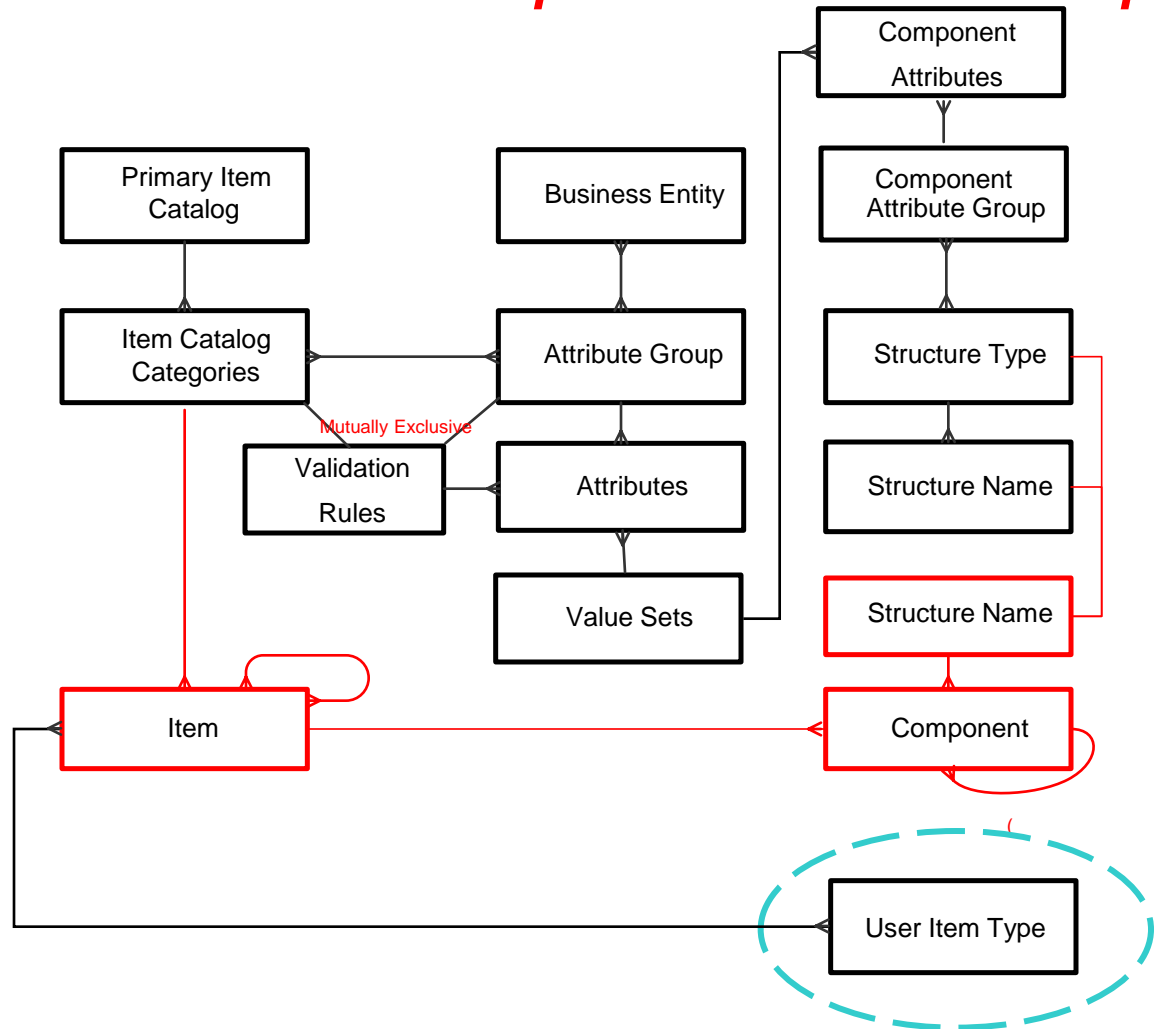 Component
Attributes
Primary Item
Catalog
Business Entity
Component
Attribute Group
Item Catalog
Categories
Attribute Group
Structure Type
Mutually Exclusive
Validation
Rules
Attributes
Structure Name
Value Sets
Structure Name
Item
Component
(
User Item Type